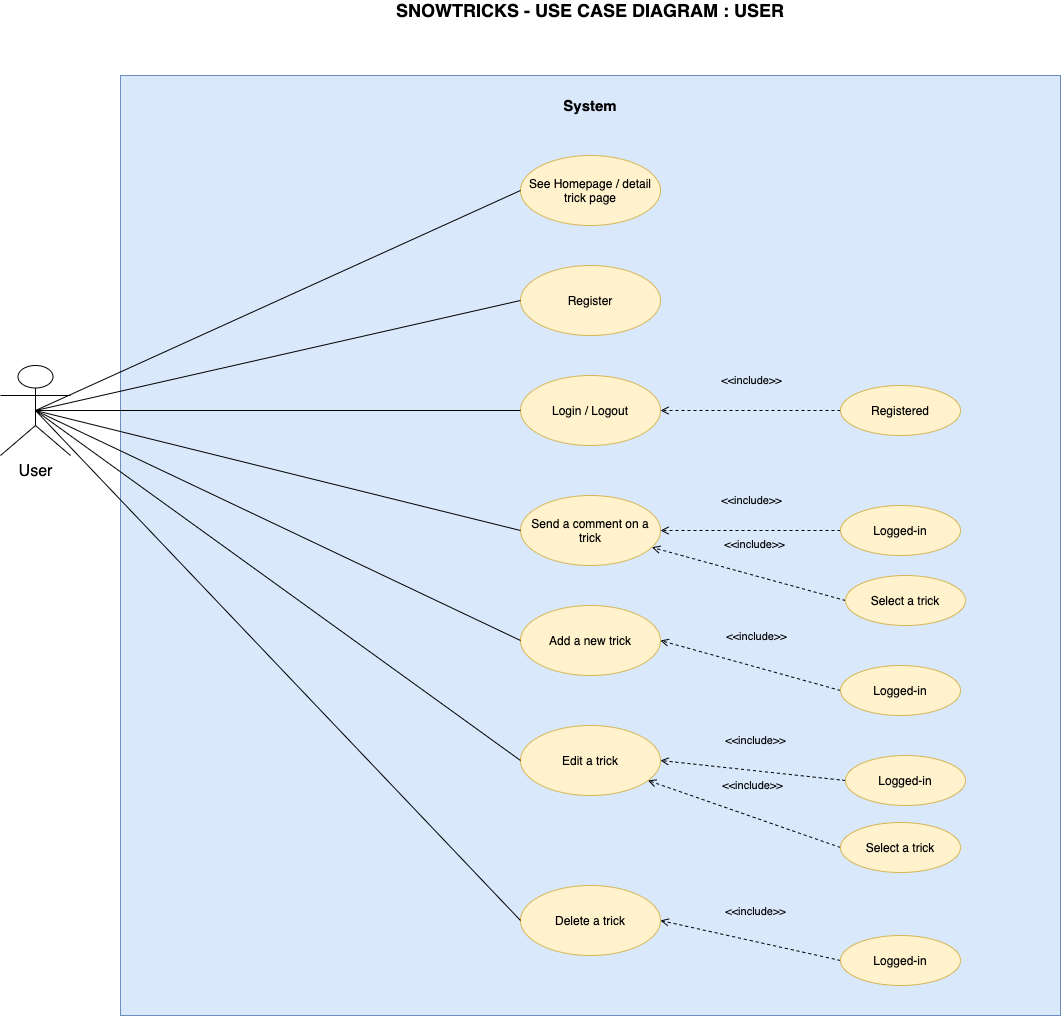 SNOWTRICKS - USE CASE DIAGRAM : USER
System
See Homepage / detail
trick page
Register
<<include>>
Login / Logout
Registered
User
<<include>>
Send a comment on a
trick
Logged-in
<<include>>
Select a trick
<<include>>
Add a new trick
Logged-in
<<include>>
Edit a trick
Logged-in
<<include>>
Select a trick
<<include>>
Delete a trick
Logged-in